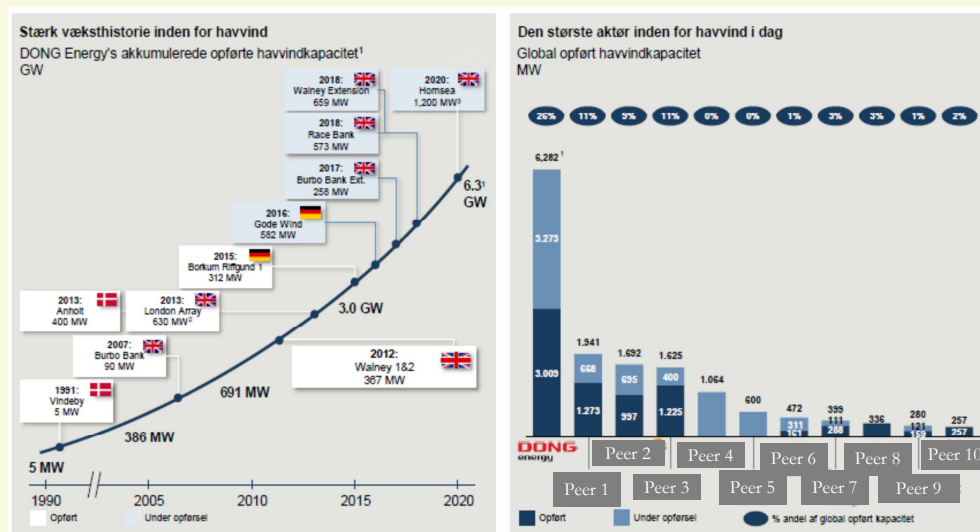 Stærk væksthistorie inden for havvind
DONG Energy's akkumulerede opførte havvindkapacitet¹
GW
2018:
Walney Extension
659 MW
2020:
Hornsea
1,200 MW³
2018:
Race Bank
573 MW
2017:
Burbo Bank Ext.
258 MW
6.3¹
GW
2016:
Gode Wind
582 MW
2015:
Borkum Riffgund 1
312 MW
2013:
Anholt
400 MW
2013:
London Array
630 MW²
3.0 GW
2007:
Burbo Bank
90 MW
2012:
Walney 1&2
367 MW
1991:
Vindeby
5 MW
691 MW
386 MW
5 MW
1990
2005
2010
2015
2020
Opført
Under opførsel
Den største aktør inden for havvind i dag
Global opført havvindkapacitet
MW
26% 11% 9% 11% 0% 0% 1% 3% 3% 1% 2%
6,282 ¹
3.273
3.009
1.941
668
1.273
1.692
695
997
1.625
400
1.225
1.064
600
472
311
161
399
111
288
336
280
121
159
257
257
DONG
energy
Peer 2
Peer 4
Peer 6
Peer 8
Peer 10
Peer 1
Peer 3
Peer 5
Peer 7
Peer 9
Opført
Under opførsel
% andel af global opført kapacitet